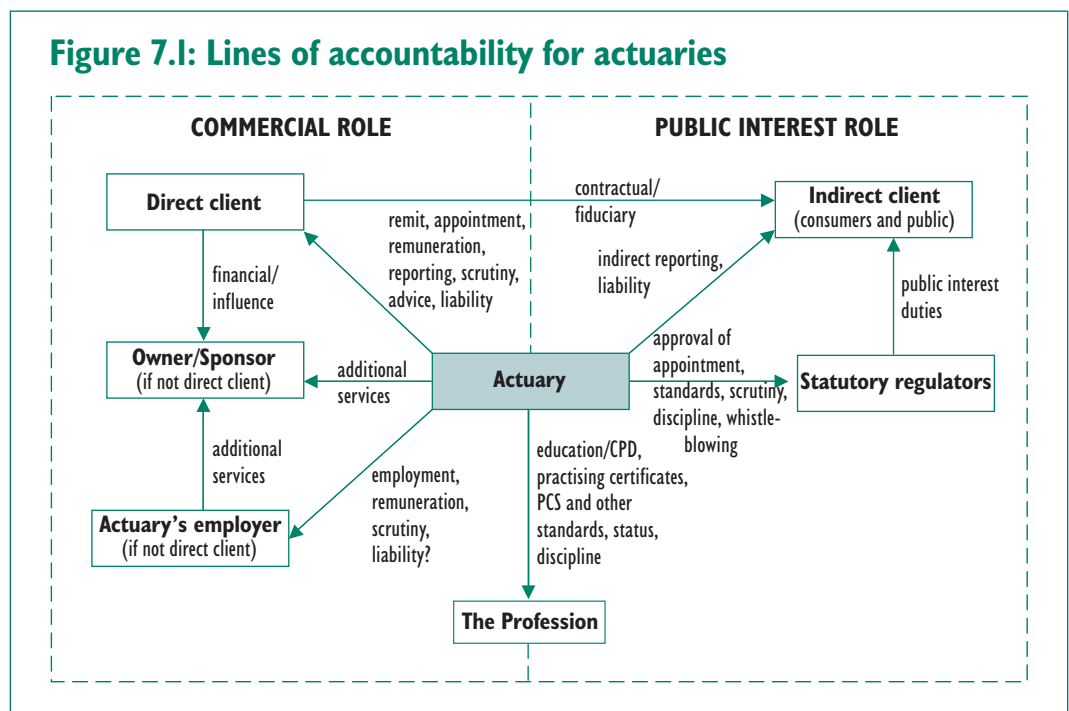 Figure 7.1: Lines of accountability for actuaries
COMMERCIAL ROLE
PUBLIC INTEREST ROLE
Direct client
contractual/
fiduciary
Indirect client
(consumers and public)
remit, appointment,
remuneration,
reporting, scrutiny,
advice, liability
indirect reporting,
liability
financial/
influence
public interest
duties
Owner/Sponsor
(if not direct client)
additional
services
Actuary
approval of
appointment,
standards, scrutiny,
discipline, whistle-
blowing
Statutory regulators
additional
services
employment,
remuneration,
scrutiny,
liability?
education/CPD,
practising certificates,
PCS and other
standards, status,
discipline
Actuary's employer
(if not direct client)
The Profession